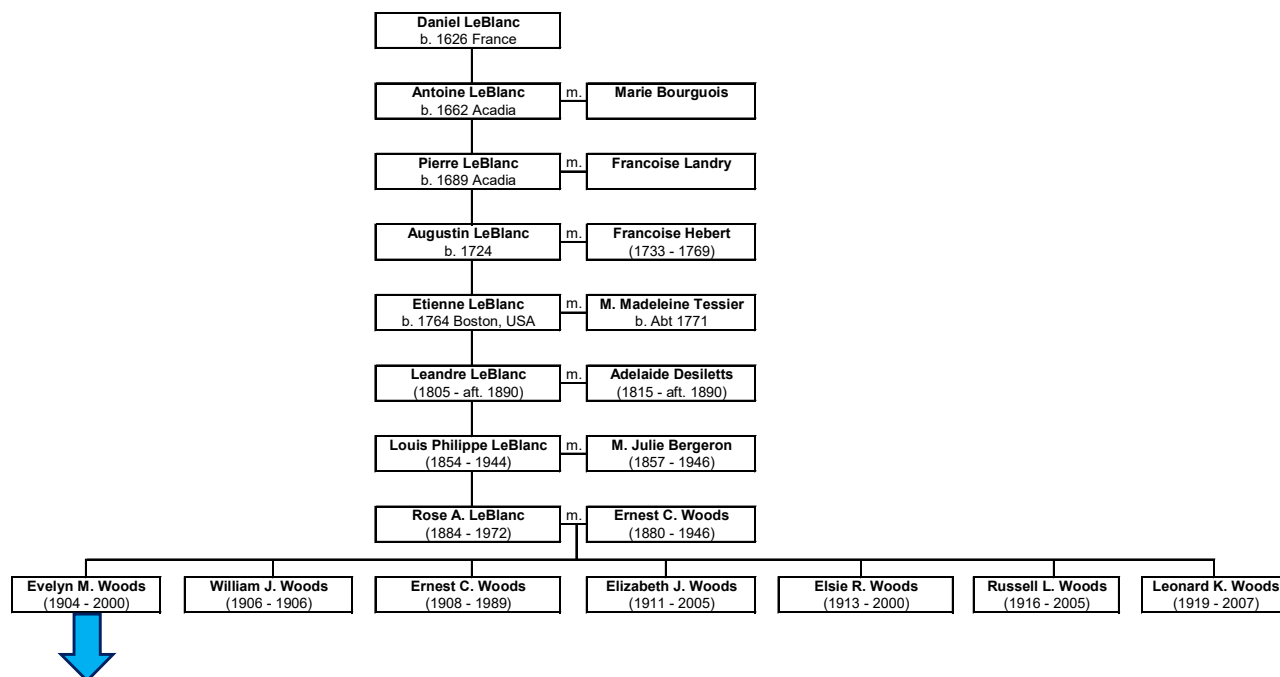 Daniel LeBlanc
b. 1626 France
Antoine LeBlanc
b. 1662 Acadia
m.
Marie Bourguois
Pierre LeBlanc
b. 1689 Acadia
m.
Francoise Landry
Augustin LeBlanc
b. 1724
m.
Francoise Hebert
(1733 - 1769)
Etienne LeBlanc
b. 1764 Boston, USA
m.
M. Madeleine Tessier
b. Abt 1771
Leandre LeBlanc
(1805 - aft. 1890)
m.
Adelaide Desiletts
(1815 - aft. 1890)
Louis Philippe LeBlanc
(1854 - 1944)
m.
M. Julie Bergeron
(1857 - 1946)
Rose A. LeBlanc
(1884 - 1972)
m.
Ernest C. Woods
(1880 - 1946)
Evelyn M. Woods
(1904 - 2000)
William J. Woods
(1906 - 1906)
Ernest C. Woods
(1908 - 1989)
Elizabeth J. Woods
(1911 - 2005)
Elsie R. Woods
(1913 - 2000)
Russell L. Woods
(1916 - 2005)
Leonard K. Woods
(1919 - 2007)